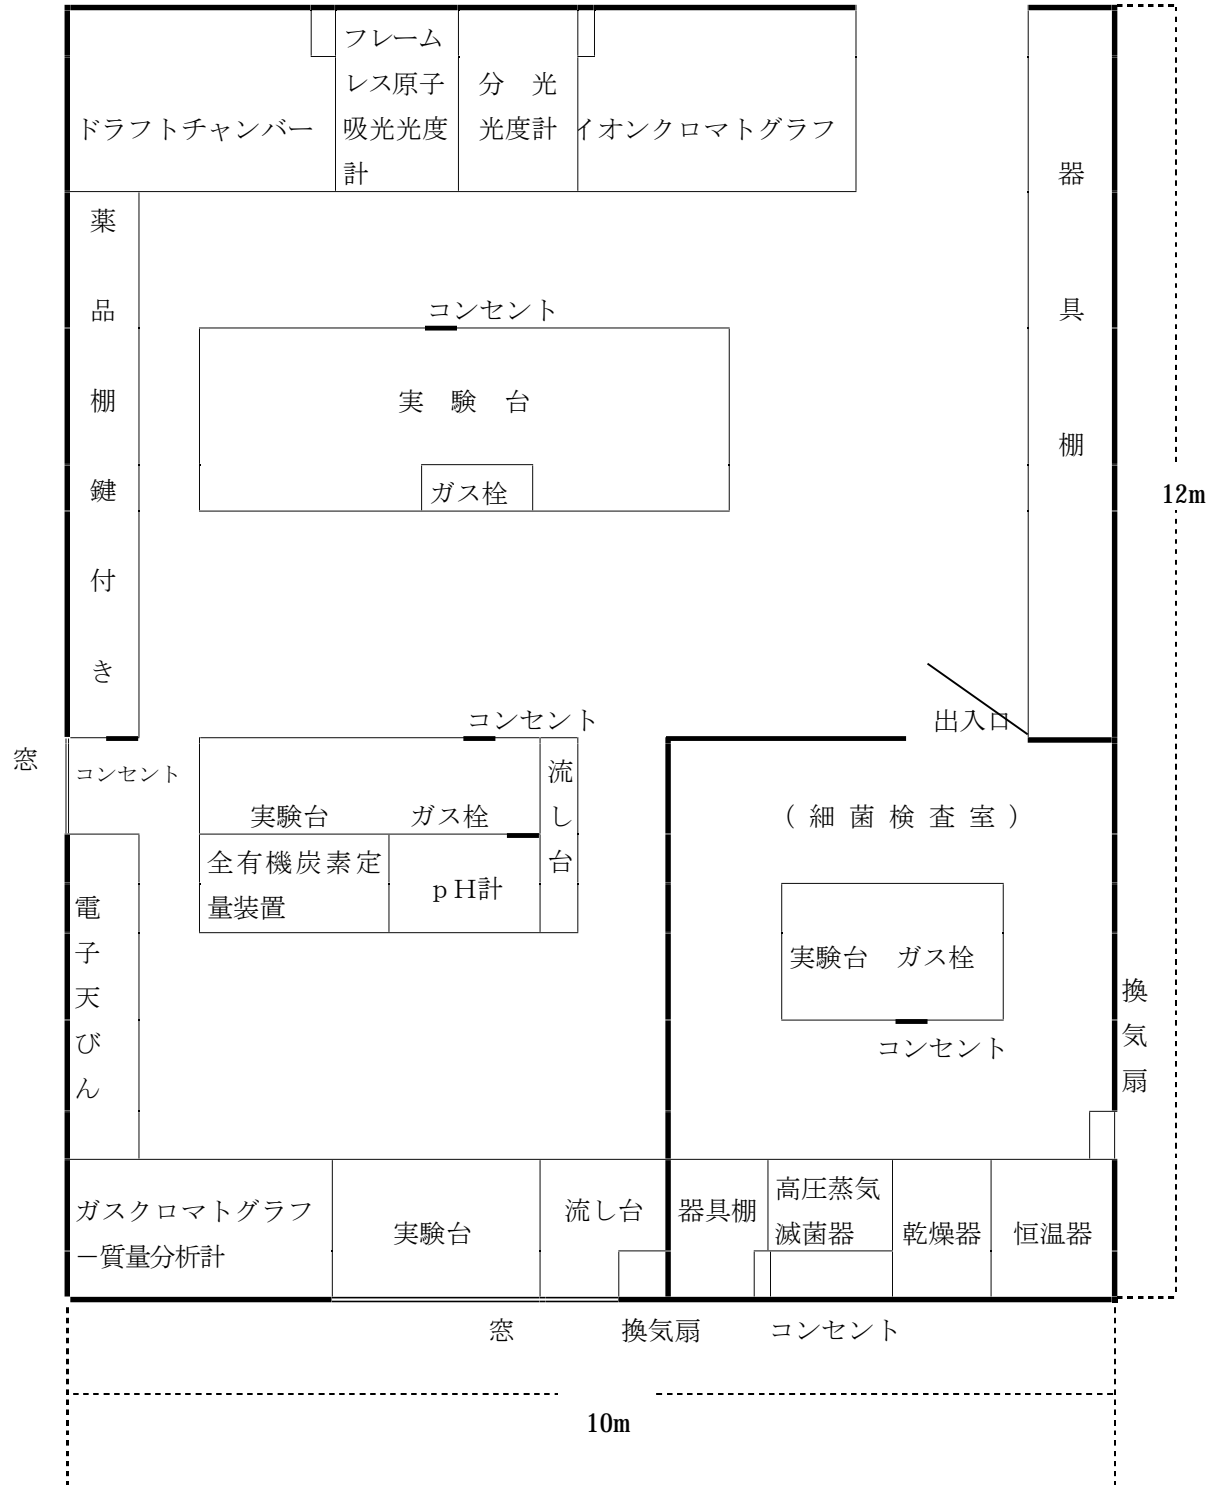 フレーム
レス原子
吸光光度
計
分 光
光度計
ドラフトチャンバー
イオンクロマトグラフ
器具棚
薬品棚鍵付き
コンセント
実 験 台
ガス栓
12m
出入口
コンセント
窓
コンセント
実験台 ガス栓
流し台
全有機炭素定
量装置
ｐＨ計
(細菌検査室)
実験台 ガス栓
コンセント
電子天びん
換気扇
ガスクロマトグラフ
－質量分析計
実験台
流し台
器具棚
高圧蒸気
滅菌器
乾燥器
恒温器
窓
換気扇
コンセント
10m